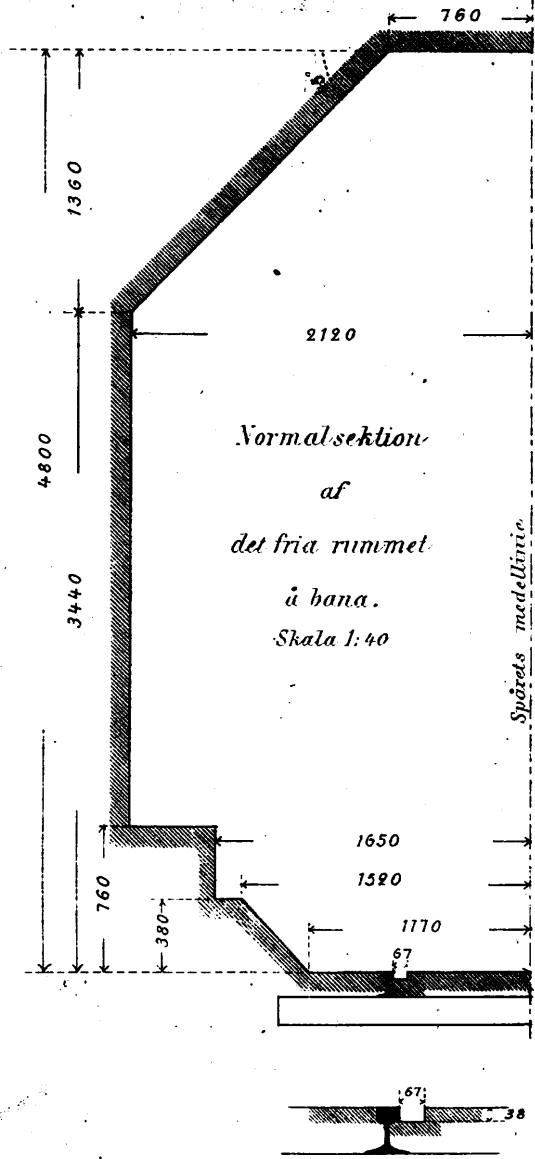 760
45°
1360
2120
4800
3440
Normalsektion
af
det fria rummet
å bana.
Skala 1:40
Spårets medellinie
1650
1520
1170
760
380
67
67
38